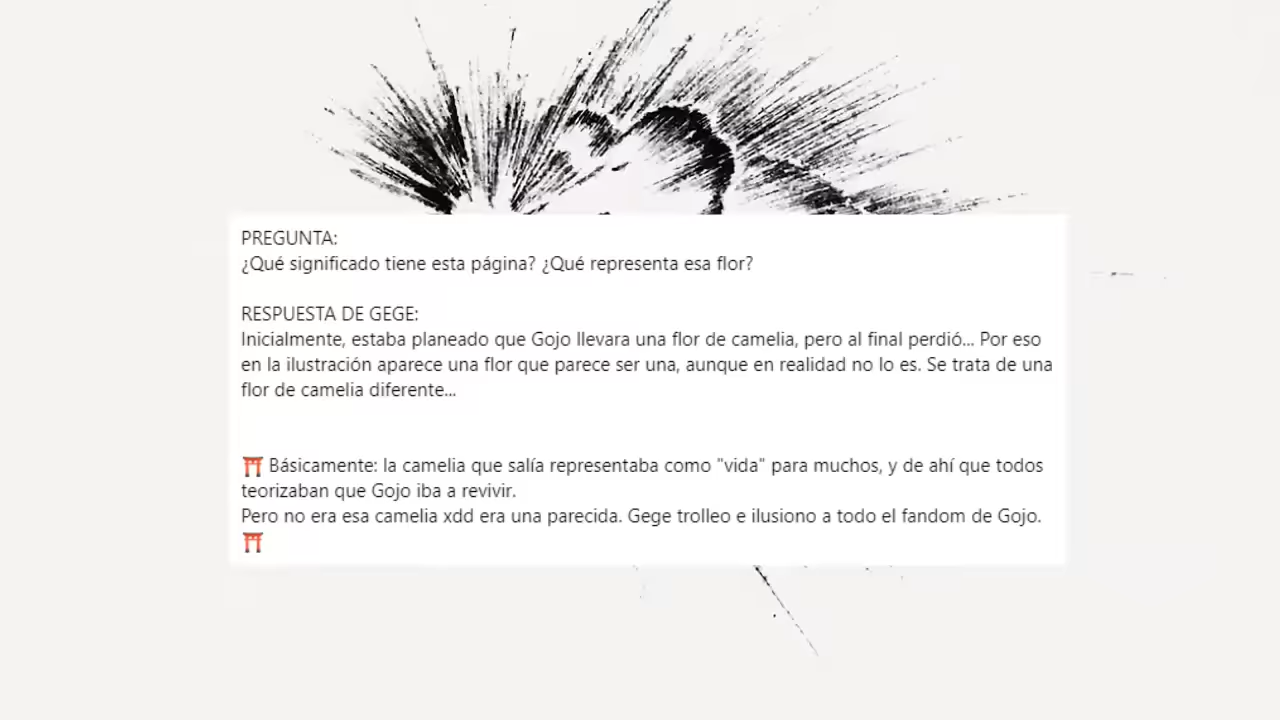 PREGUNTA:
¿Qué significado tiene esta página? ¿Qué representa esa flor?
RESPUESTA DE GEGE:
Inicialmente, estaba planeado que Gojo llevara una flor de camelia, pero al final perdió... Por eso
en la ilustración aparece una flor que parece ser una, aunque en realidad no lo es. Se trata de una
flor de camelia diferente...
⛩️ Básicamente: la camelia que salía representaba como "vida" para muchos, y de ahí que todos
teorizaban que Gojo iba a revivir.
Pero no era esa camelia xdd era una parecida. Gege trolleo e ilusiono a todo el fandom de Gojo.
⛩️